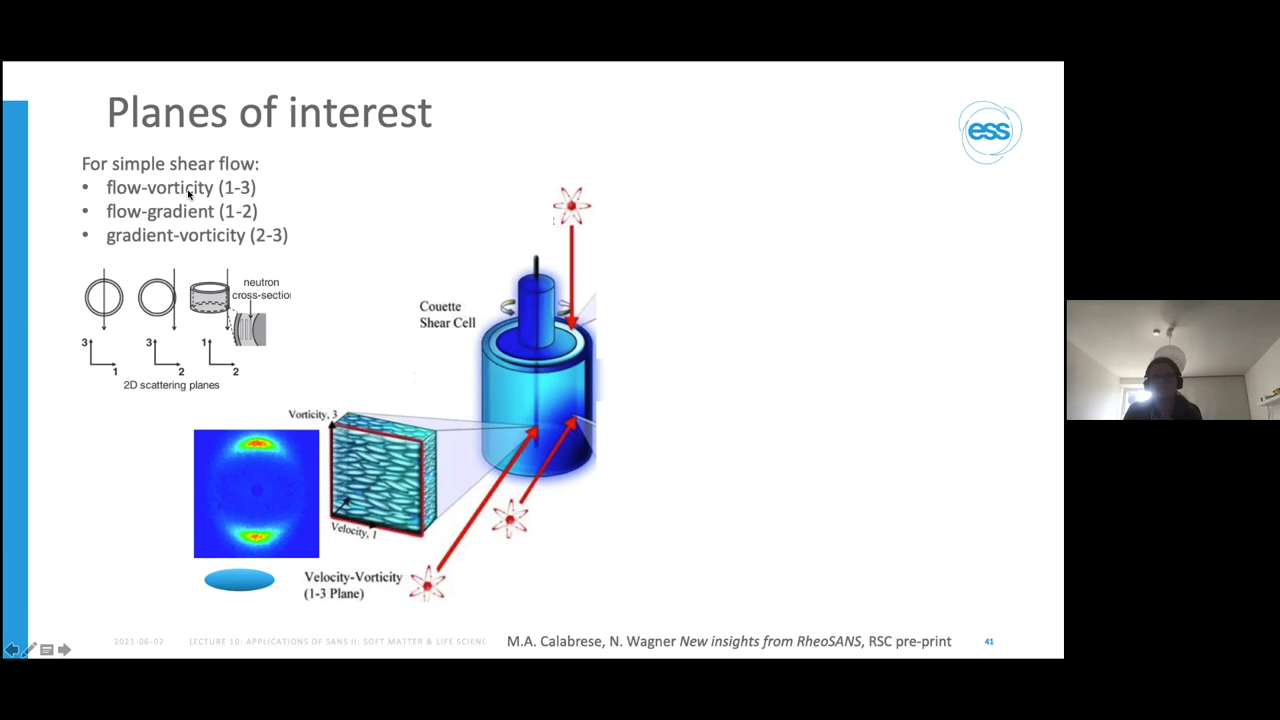 Planes of interest
ess
For simple shear flow:
• flow-vorticity (1-3)
• flow-gradient (1-2)
• gradient-vorticity (2-3)
neutron
cross-section
3
1
3
2
1
2
2D scattering planes
Couette
Shear Cell
Vorticity, 3
Velocity, 1
Velocity-Vorticity
(1-3 Plane)
2021-06-02 LECTURE 10: APPLICATIONS OF SANS II: SOFT MATTER & LIFE SCIENC
M.A. Calabrese, N. Wagner New insights from RheoSANS, RSC pre-print
41